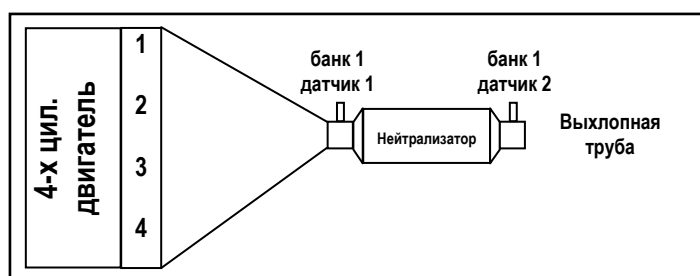 4-х цил.
двигатель
1
2
3
4
банк 1
датчик 1
Нейтрализатор
банк 1
датчик 2
Выхлопная
труба